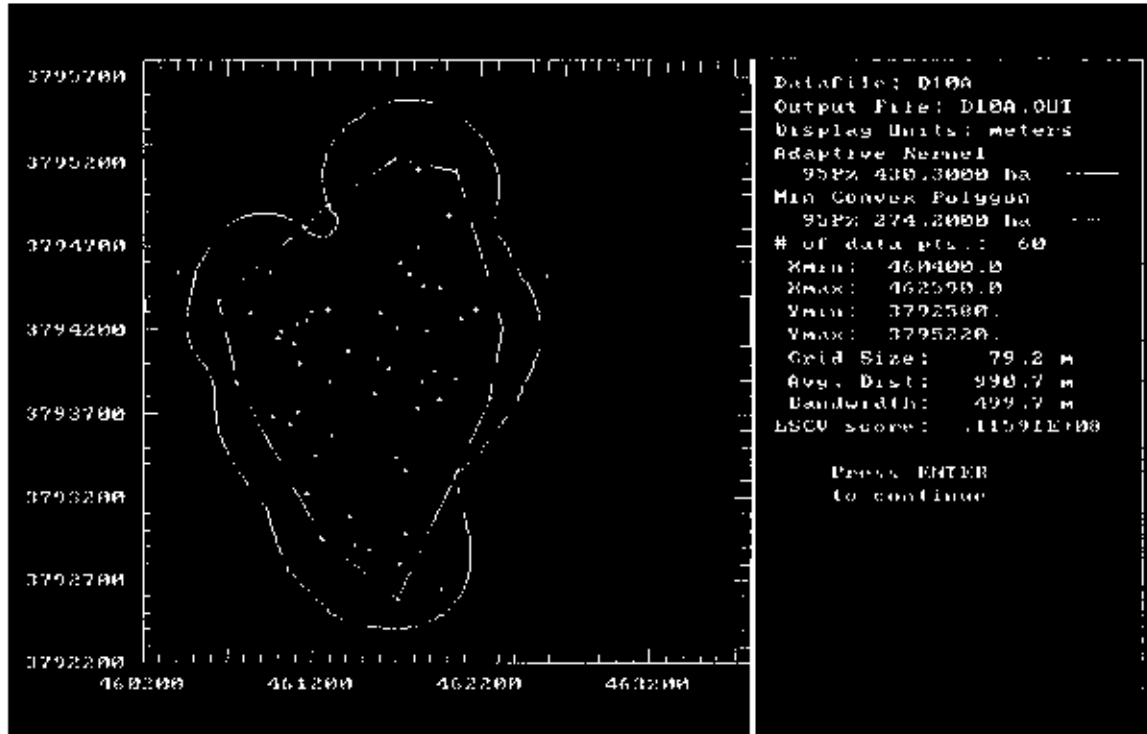 3795700
3795200
3794700
3794200
3793700
3793200
3792700
3792200
460200
461200
462200
463200
Datafile: D10A
Output File: D10A.OUT
Display Units: meters
Adaptive Kernel
95P% 430.3000 ha
Min Convex Polygon
95P% 274.2000 ha
# of data pts.: 60
Xmin: 460400.0
Xmax: 462590.0
Ymin: 3792580.
Ymax: 3795220.
Grid Size: 79.2 m
Avg. Dist: 990.7 m
Bandwidth: 499.7 m
LSCV score: .11591E+08
Press ENTER
to continue